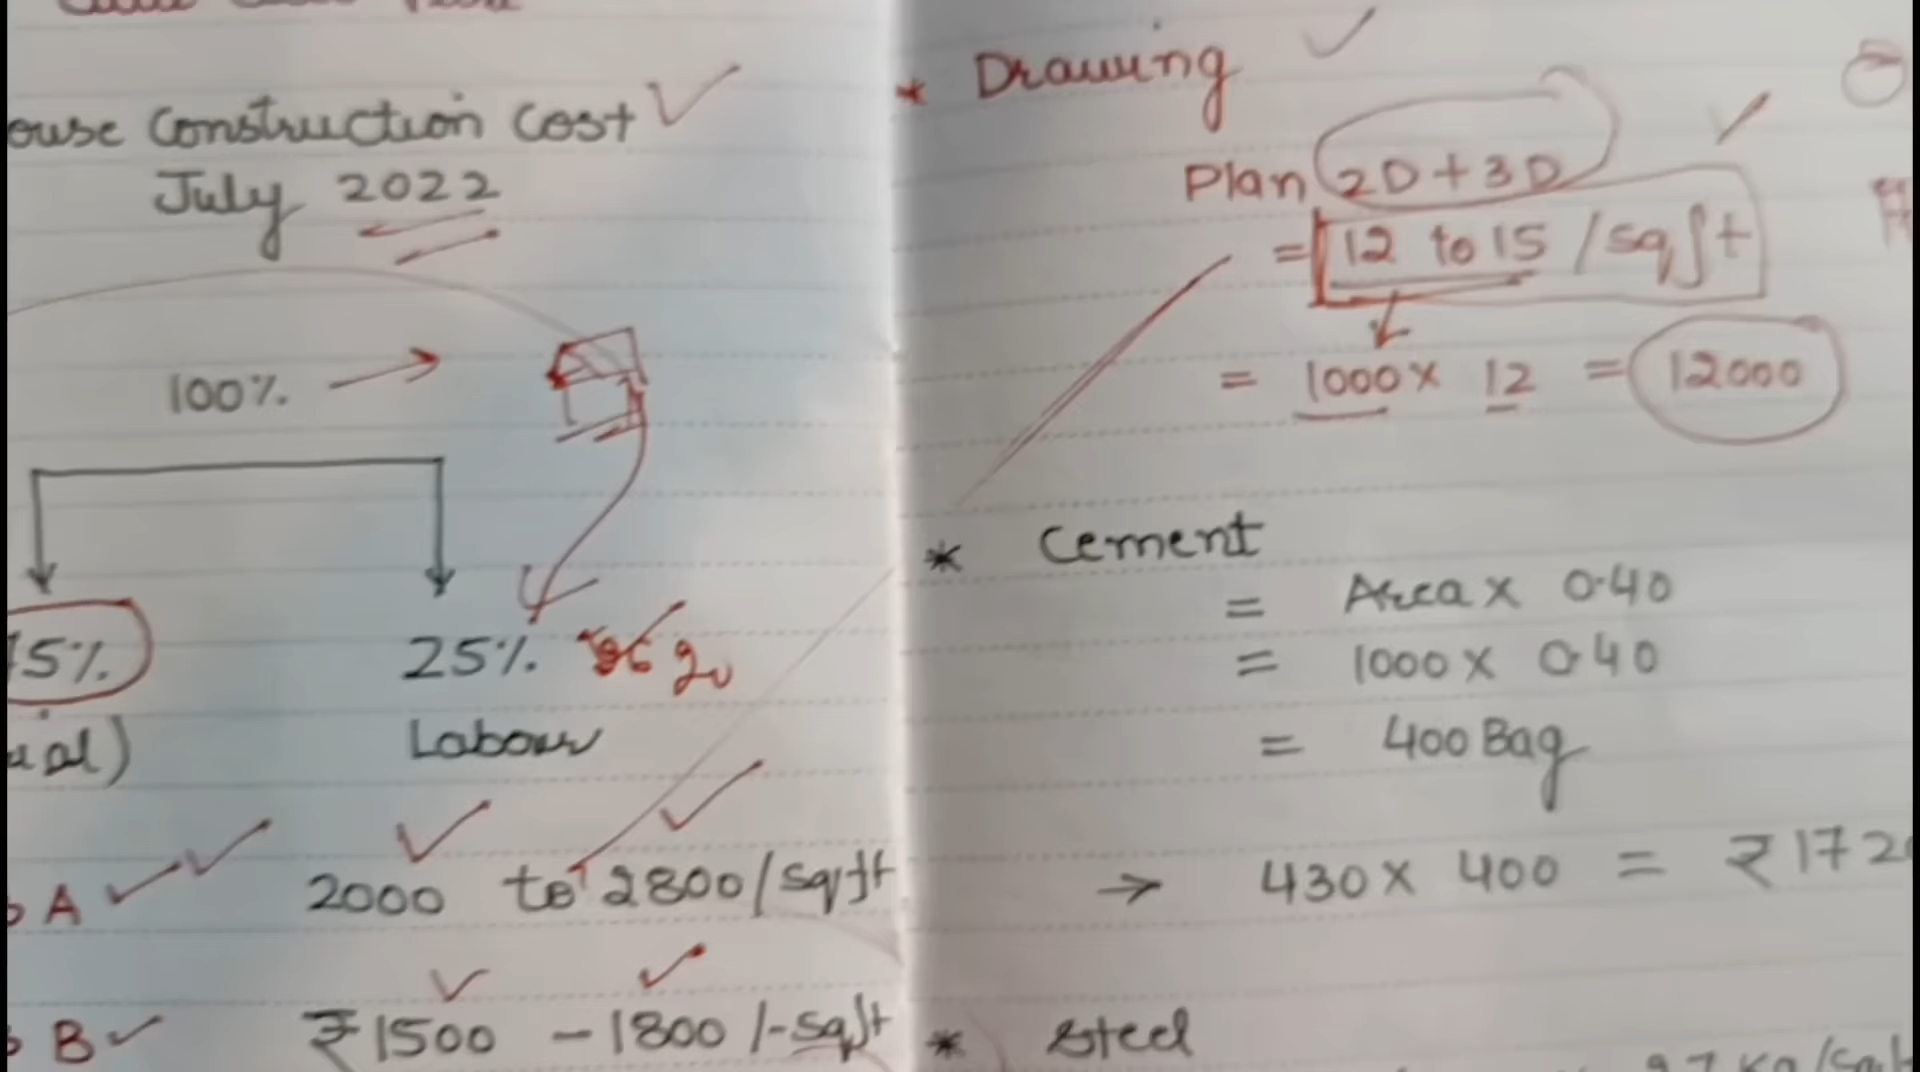 ouse Construction Cost
July 2022
100%
5% 25% 20
ial) Labour
A 2000 to 2800/sqft
B ₹1500 - 1800/-sqft
* Drawing
Plan 2D+3D
= 12 to 15 /sqft
= 1000 x 12 = 12000
* Cement
= Area x 0.40
= 1000 x 0.40
= 400 Bag
→ 430 x 400 = ₹172
* Steel